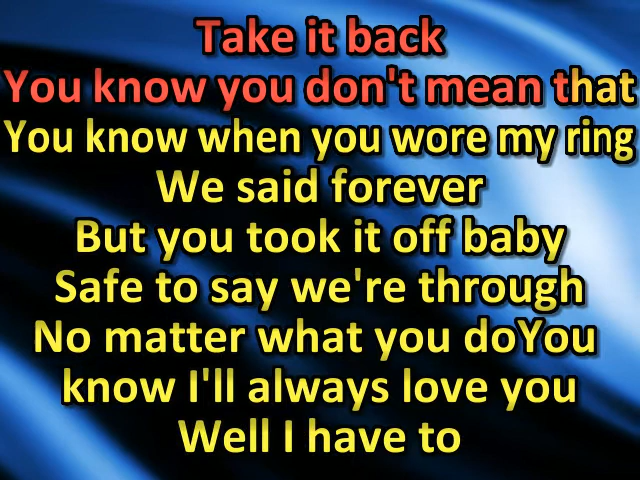 Take it back
You know you don't mean that
You know when you wore my ring
We said forever
But you took it off baby
Safe to say we're through
No matter what you doYou
know I'll always love you
Well I have to